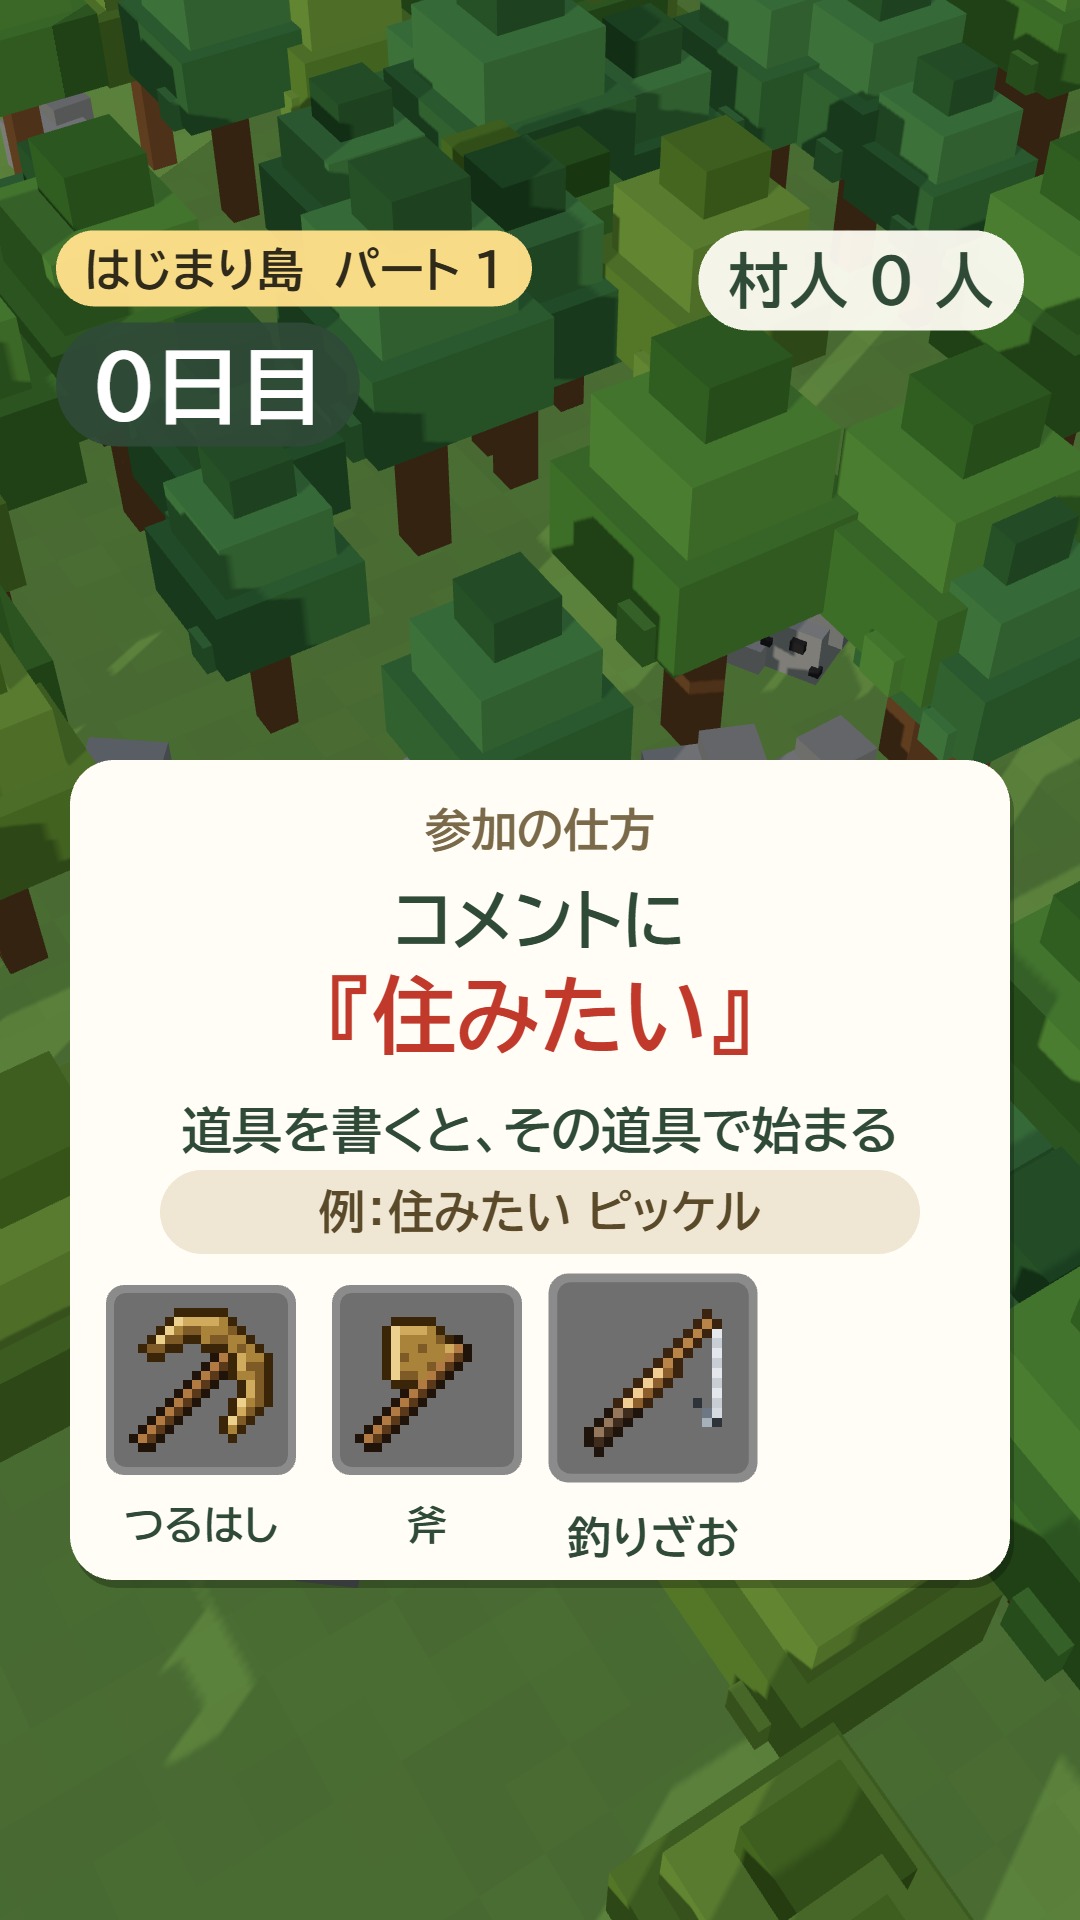 はじまり島 パート 1
村人 0 人
0日目
参加の仕方
コメントに
『住みたい』
道具を書くと、その道具で始まる
例：住みたい ピッケル
つるはし
斧
釣りざお